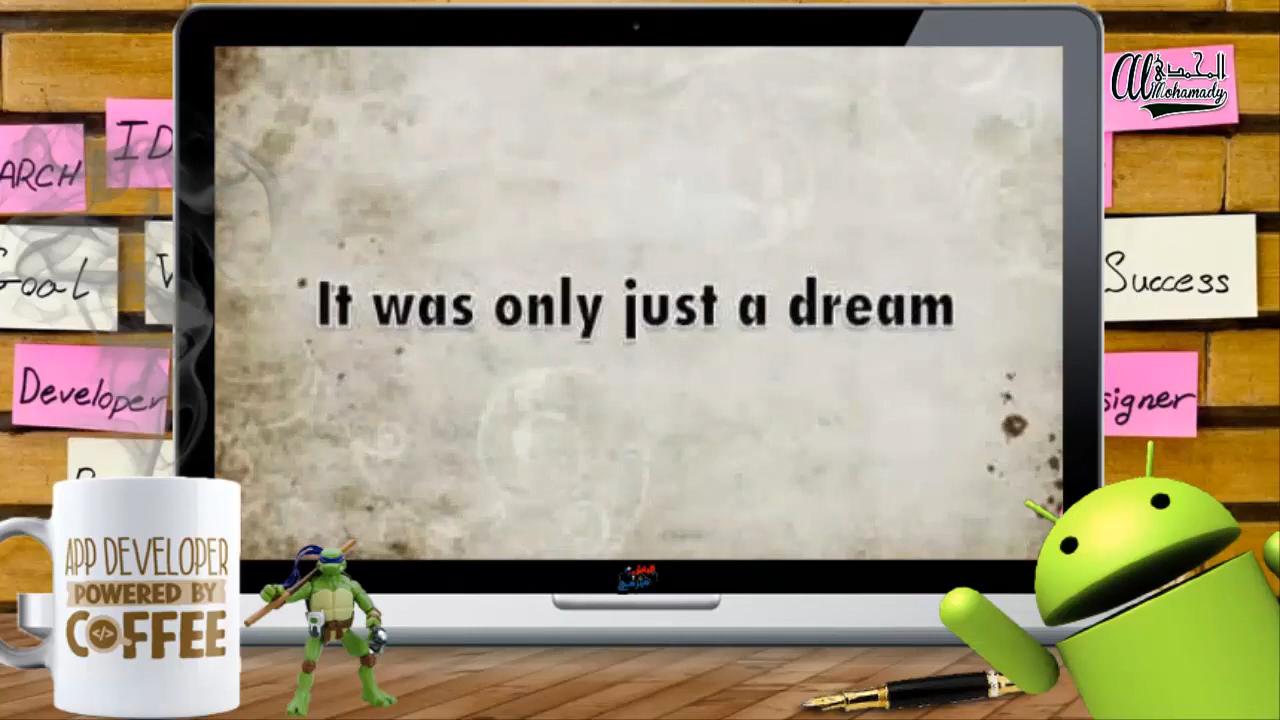 It was only just a dream
المحمدي
al Mohamady
ID
ARCH
Goal
Success
Developer
signer
APP DEVELOPER
POWERED BY
COFFEE